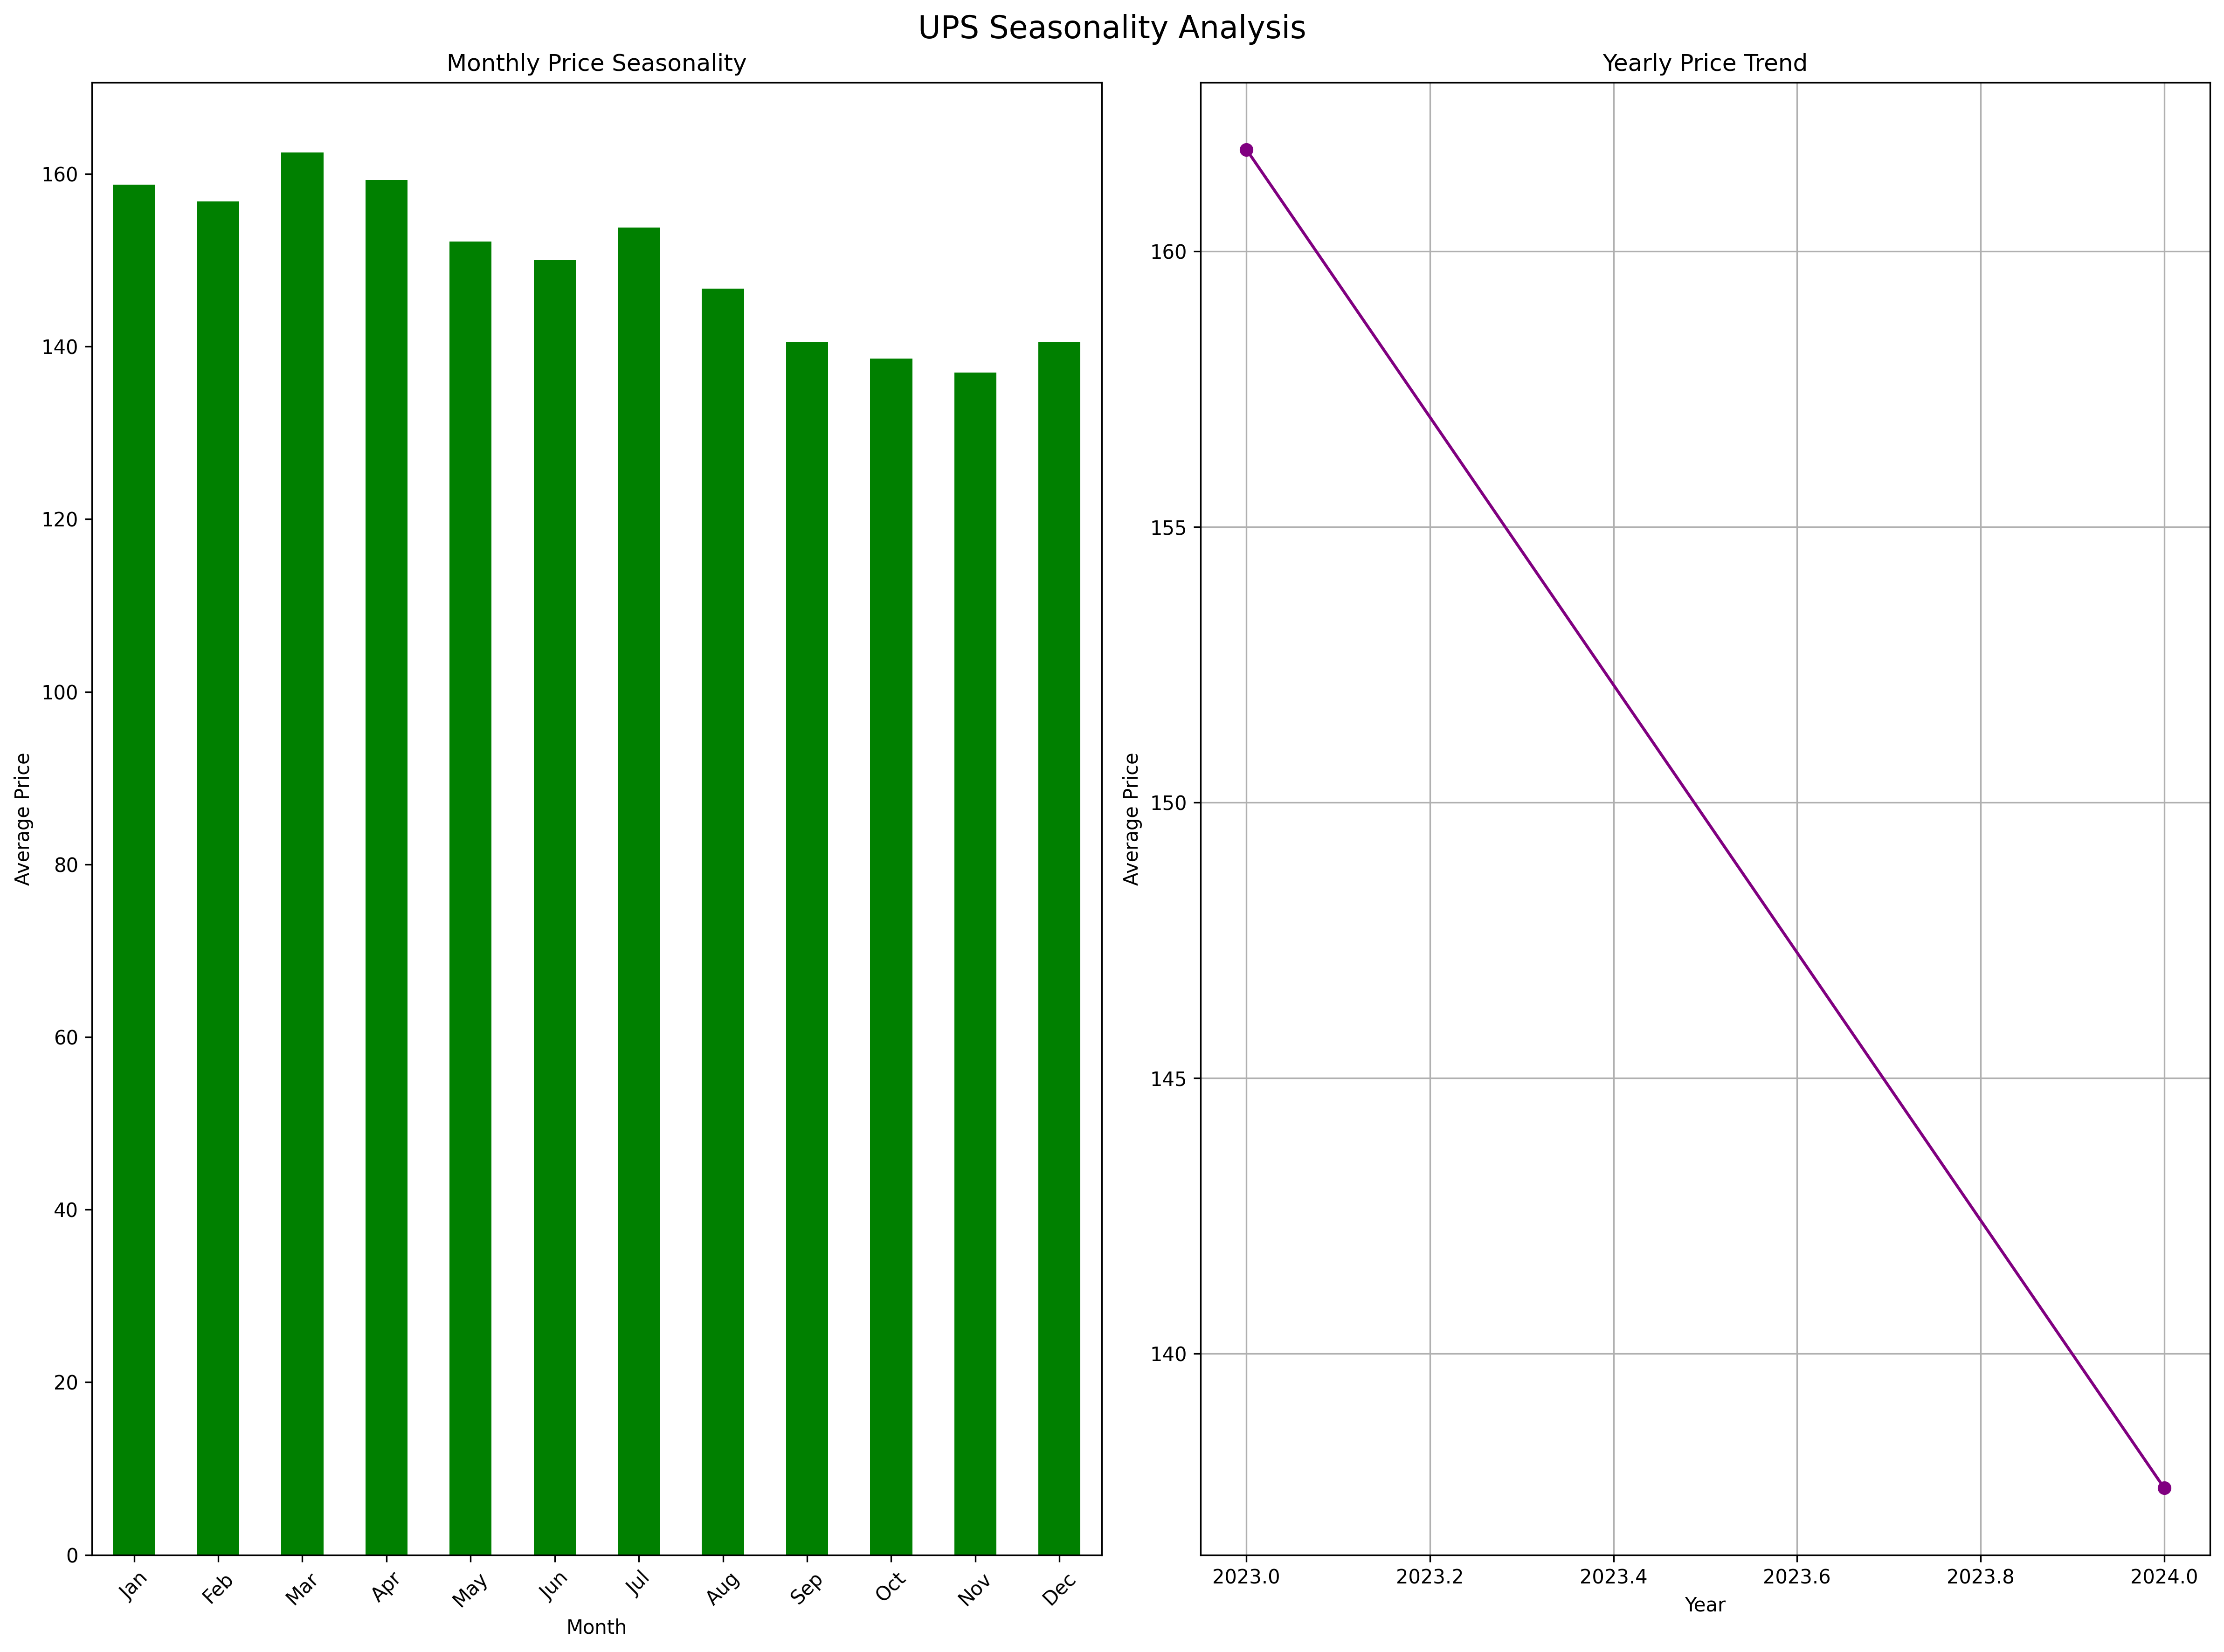 UPS Seasonality Analysis
Monthly Price Seasonality
160
140
120
100
80
60
40
20
0
Average Price
Jan Feb Mar Apr May Jun Jul Aug Sep Oct Nov Dec
Month
Yearly Price Trend
160
155
150
145
140
Average Price
2023.0 2023.2 2023.4 2023.6 2023.8 2024.0
Year